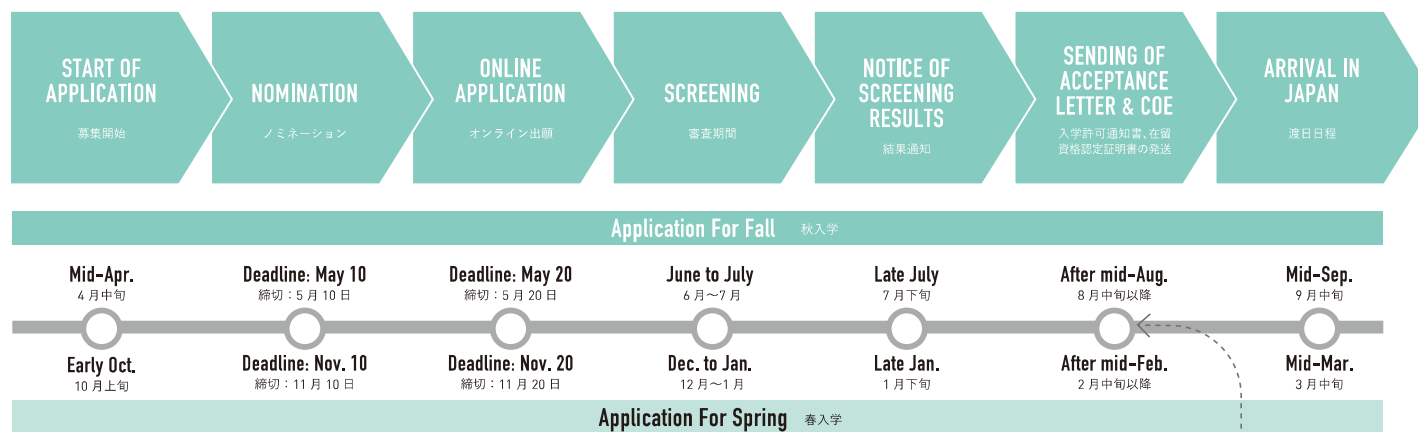 START OF
APPLICATION
募集開始
NOMINATION
ノミネーション
ONLINE
APPLICATION
オンライン出願
SCREENING
審査期間
NOTICE OF
SCREENING
RESULTS
結果通知
SENDING OF
ACCEPTANCE
LETTER & COE
入学許可通知書、在留
資格認定証明書の発送
ARRIVAL IN
JAPAN
渡日日程
Application For Fall 秋入学
Mid-Apr.
4月中旬
Deadline: May 10
締切：5月10日
Deadline: May 20
締切：5月20日
June to July
6月～7月
Late July
7月下旬
After mid-Aug.
8月中旬以降
Mid-Sep.
9月中旬
Early Oct.
10月上旬
Deadline: Nov. 10
締切：11月10日
Deadline: Nov. 20
締切：11月20日
Dec. to Jan.
12月～1月
Late Jan.
1月下旬
After mid-Feb.
2月中旬以降
Mid-Mar.
3月中旬
Application For Spring 春入学